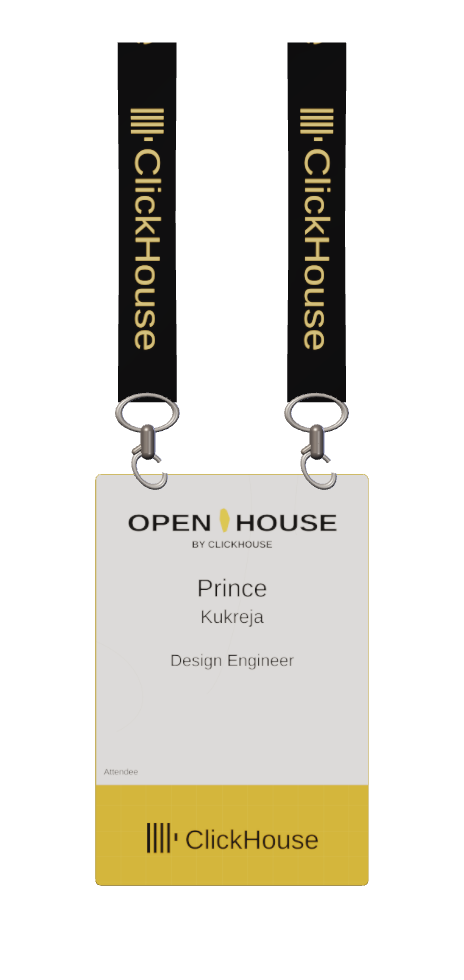 ClickHouse
ClickHouse
OPEN HOUSE
BY CLICKHOUSE
Prince
Kukreja
Design Engineer
Attendee
ClickHouse